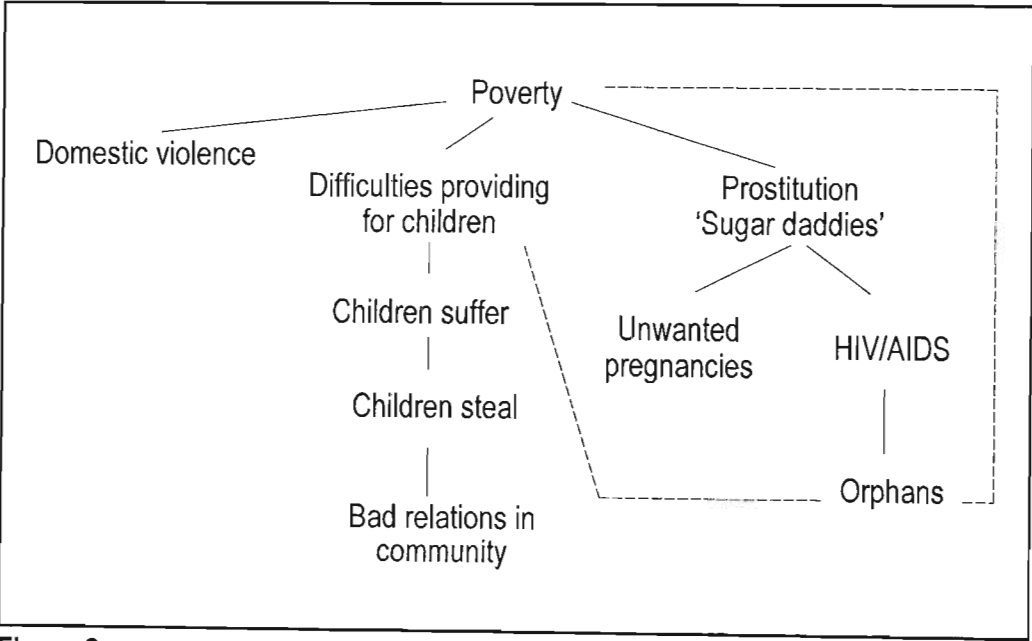 Poverty
Domestic violence
Difficulties providing
for children
Prostitution
'Sugar daddies'
Children suffer
Unwanted
pregnancies
HIV/AIDS
Children steal
Orphans
Bad relations in
community